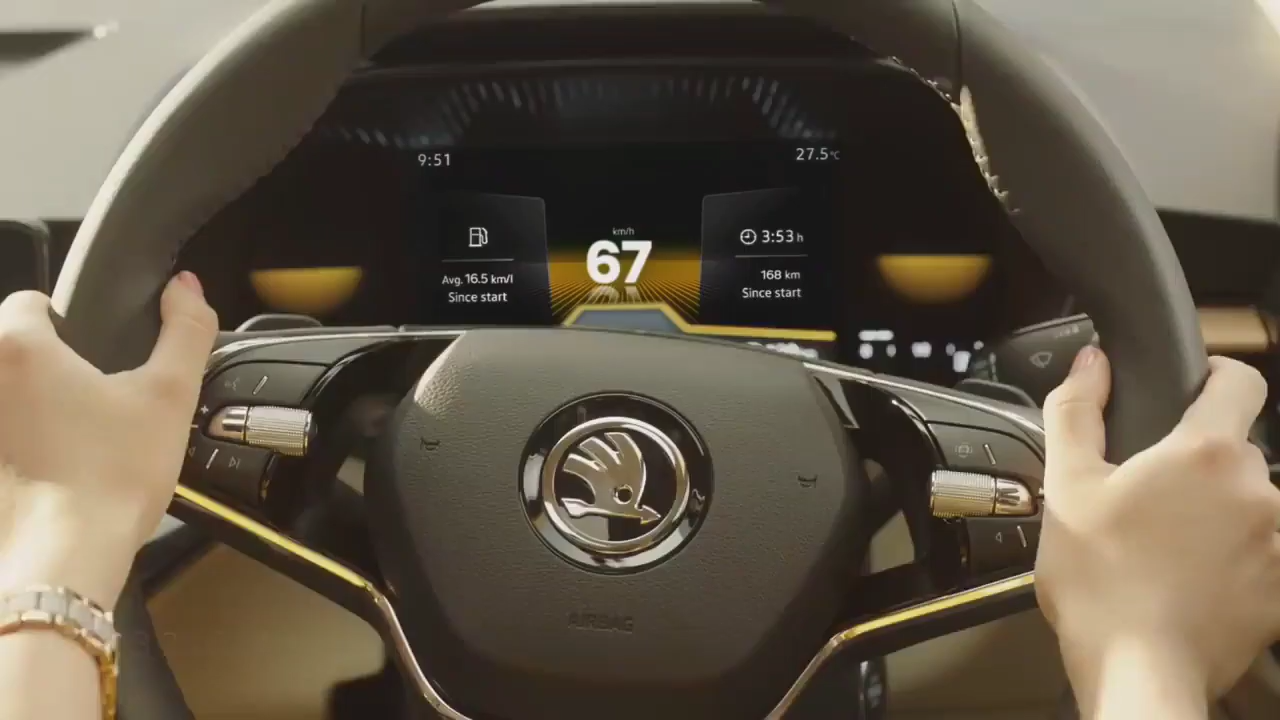 9:51
27.5°C
km/h
67
3:53 h
Avg. 16.5 km/l
168 km
Since start
Since start
AIRBAG